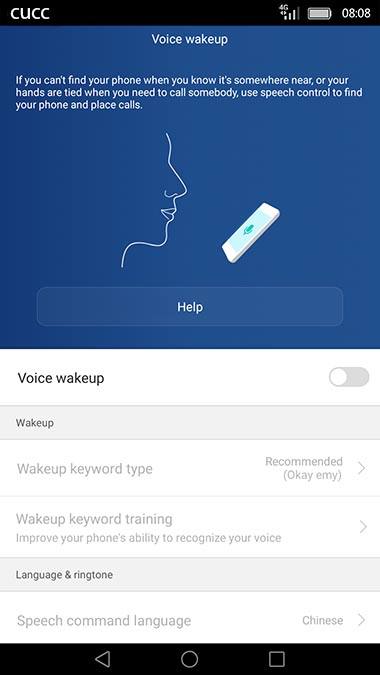 CUCC
4G
08:08
Voice wakeup
If you can't find your phone when you know it's somewhere near, or your
hands are tied when you need to call somebody, use speech control to find
your phone and place calls.
Help
Voice wakeup
Wakeup
Wakeup keyword type
Recommended
(Okay emy)
Wakeup keyword training
Improve your phone's ability to recognize your voice
Language & ringtone
Speech command language
Chinese